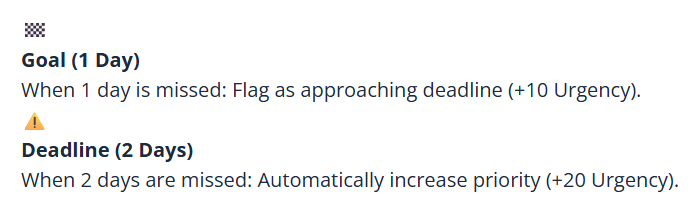 Goal (1 Day)
When 1 day is missed: Flag as approaching deadline (+10 Urgency).
Deadline (2 Days)
When 2 days are missed: Automatically increase priority (+20 Urgency).